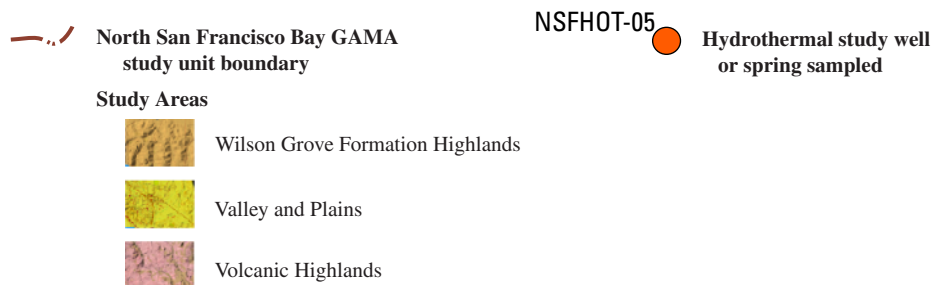 North San Francisco Bay GAMA
study unit boundary
Study Areas
Wilson Grove Formation Highlands
Valley and Plains
Volcanic Highlands
NSFHOT-05
Hydrothermal study well
or spring sampled